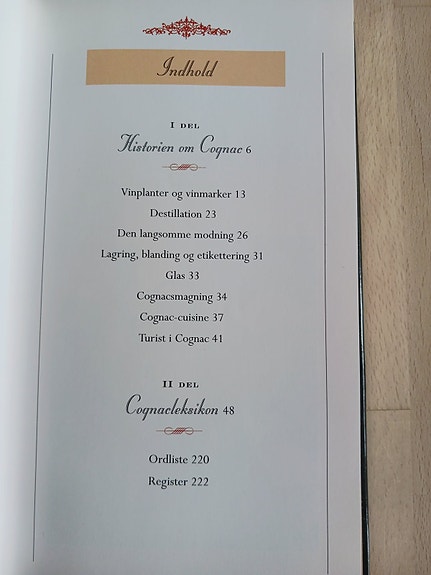 Indhold
I DEL
Historien om Cognac 6
Vinplanter og vinmarker 13
Destillation 23
Den langsomme modning 26
Lagring, blanding og etikettering 31
Glas 33
Cognacsmagning 34
Cognac-cuisine 37
Turist i Cognac 41
II DEL
Cognacleksikon 48
Ordliste 220
Register 222